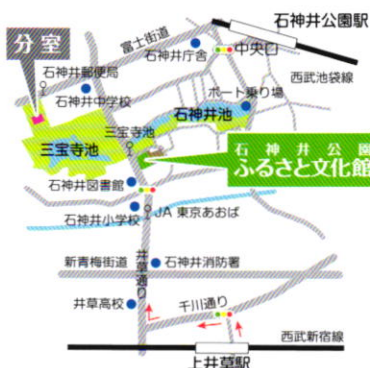 石神井公園駅
分室
富士街道
石神井庁舎
中央口
石神井郵便局
西武池袋線
石神井中学校
石神井池
ボート乗り場
三宝寺池
三宝寺池
石神井公園
ふるさと文化館
石神井図書館
石神井小学校
JA 東京あおば
井草通り
新青梅街道
石神井消防署
井草高校
千川通り
西武新宿線
上井草駅